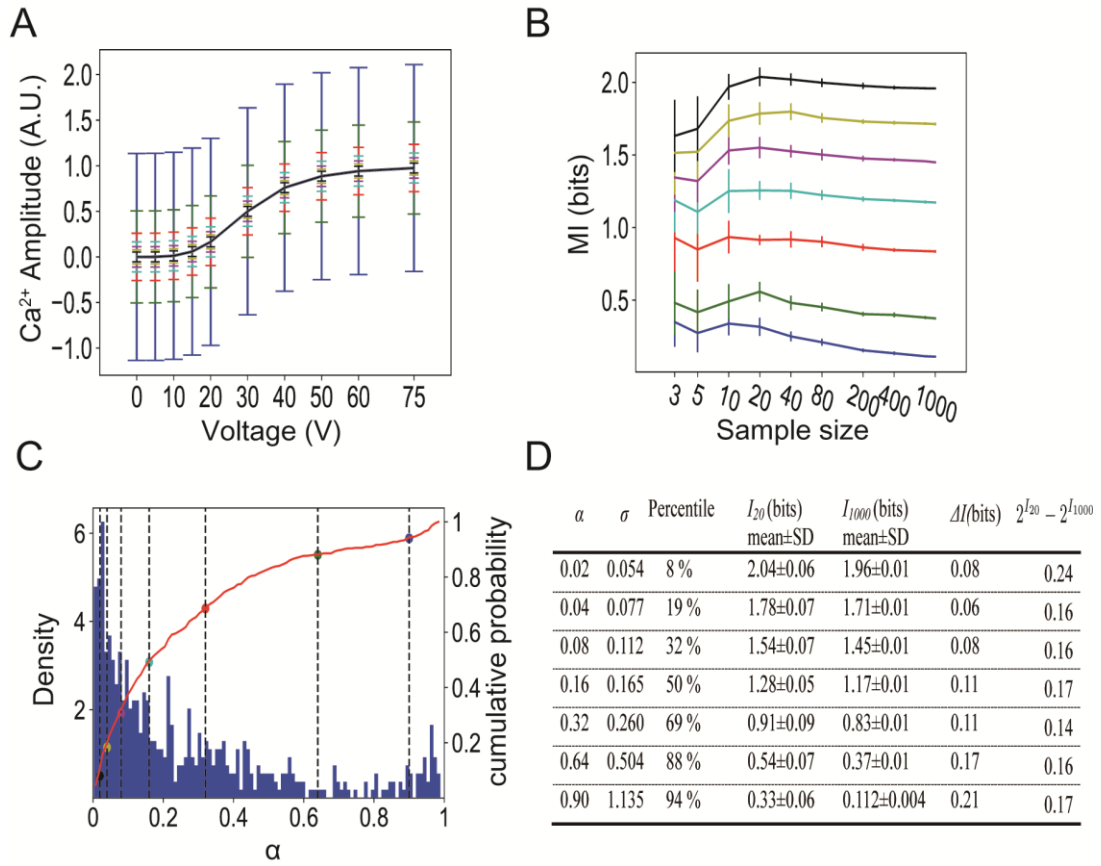 A
Ca²⁺ Amplitude (A.U.)
2.0
1.5
1.0
0.5
0.0
−0.5
−1.0
0 10 20 30 40 50 60 75
Voltage (V)
B
MI (bits)
2.0
1.5
1.0
0.5
3 5 10 20 40 80 200 400 1000
Sample size
C
Density
6
4
2
cumulative probability
1
0.8
0.6
0.4
0.2
0 0.2 0.4 0.6 0.8 1
α
D
α σ Percentile I₂₀ (bits) mean±SD I₁₀₀₀ (bits) mean±SD ΔI(bits) 2^I₂₀ − 2^I₁₀₀₀
0.02 0.054 8 % 2.04±0.06 1.96±0.01 0.08 0.24
0.04 0.077 19 % 1.78±0.07 1.71±0.01 0.06 0.16
0.08 0.112 32 % 1.54±0.07 1.45±0.01 0.08 0.16
0.16 0.165 50 % 1.28±0.05 1.17±0.01 0.11 0.17
0.32 0.260 69 % 0.91±0.09 0.83±0.01 0.11 0.14
0.64 0.504 88 % 0.54±0.07 0.37±0.01 0.17 0.16
0.90 1.135 94 % 0.33±0.06 0.112±0.004 0.21 0.17